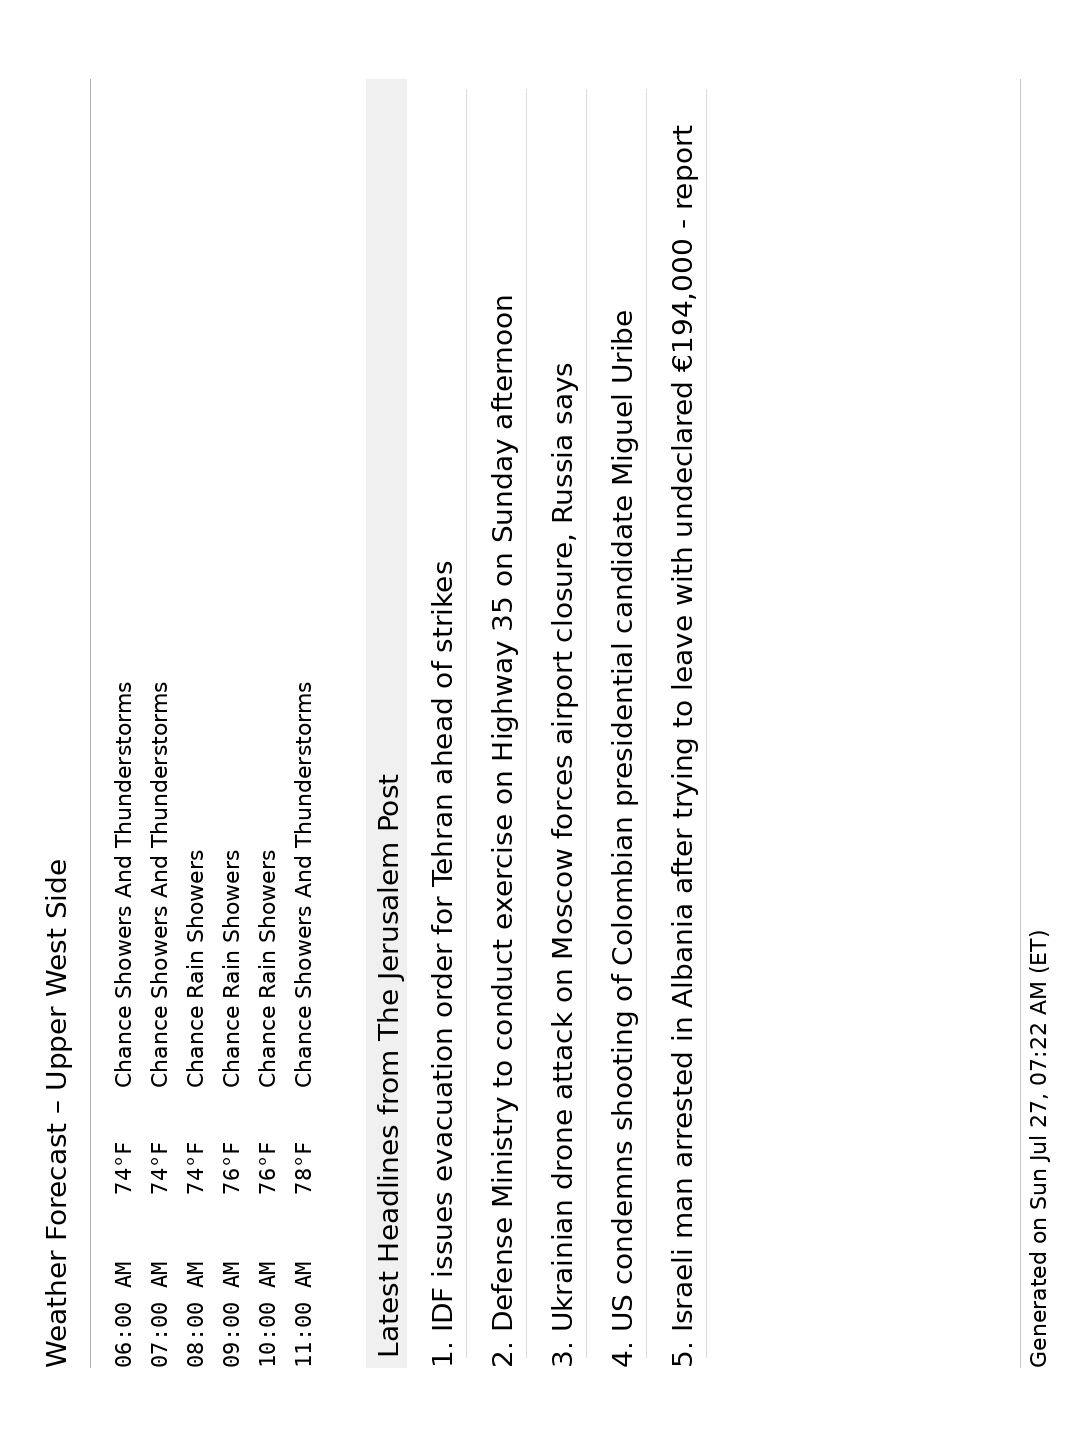 Weather Forecast – Upper West Side
06:00 AM 74°F Chance Showers And Thunderstorms
07:00 AM 74°F Chance Showers And Thunderstorms
08:00 AM 74°F Chance Rain Showers
09:00 AM 76°F Chance Rain Showers
10:00 AM 76°F Chance Rain Showers
11:00 AM 78°F Chance Showers And Thunderstorms
Latest Headlines from The Jerusalem Post
1. IDF issues evacuation order for Tehran ahead of strikes
2. Defense Ministry to conduct exercise on Highway 35 on Sunday afternoon
3. Ukrainian drone attack on Moscow forces airport closure, Russia says
4. US condemns shooting of Colombian presidential candidate Miguel Uribe
5. Israeli man arrested in Albania after trying to leave with undeclared €194,000 - report
Generated on Sun Jul 27, 07:22 AM (ET)